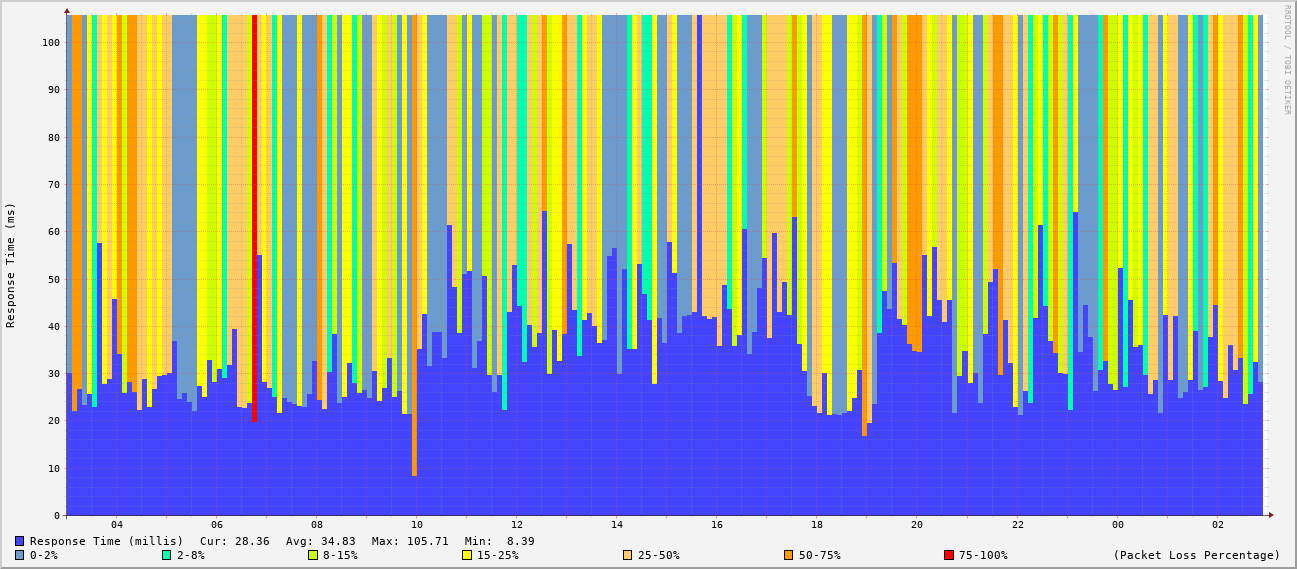 RRDTOOL / TOBI OETIKER
Response Time (ms)
100
90
80
70
60
50
40
30
20
10
0
04 06 08 10 12 14 16 18 20 22 00 02
Response Time (millis) Cur: 28.36 Avg: 34.83 Max: 105.71 Min: 8.39
0-2% 2-8% 8-15% 15-25% 25-50% 50-75% 75-100% (Packet Loss Percentage)